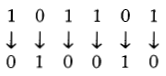 1 0 1 1 0 1
↓ ↓ ↓ ↓ ↓ ↓
0 1 0 0 1 0